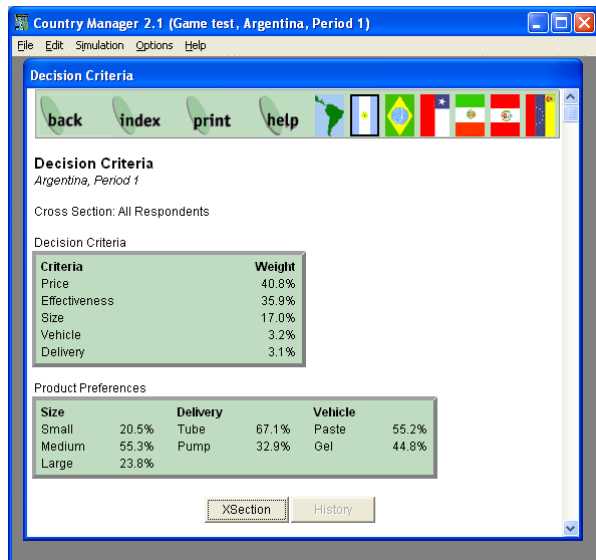 Country Manager 2.1 (Game test, Argentina, Period 1)
File Edit Simulation Options Help
Decision Criteria
back index print help
Decision Criteria
Argentina, Period 1
Cross Section: All Respondents
Decision Criteria
Criteria Weight
Price 40.8%
Effectiveness 35.9%
Size 17.0%
Vehicle 3.2%
Delivery 3.1%
Product Preferences
Size Delivery Vehicle
Small 20.5% Tube 67.1% Paste 55.2%
Medium 55.3% Pump 32.9% Gel 44.8%
Large 23.8%
XSection History